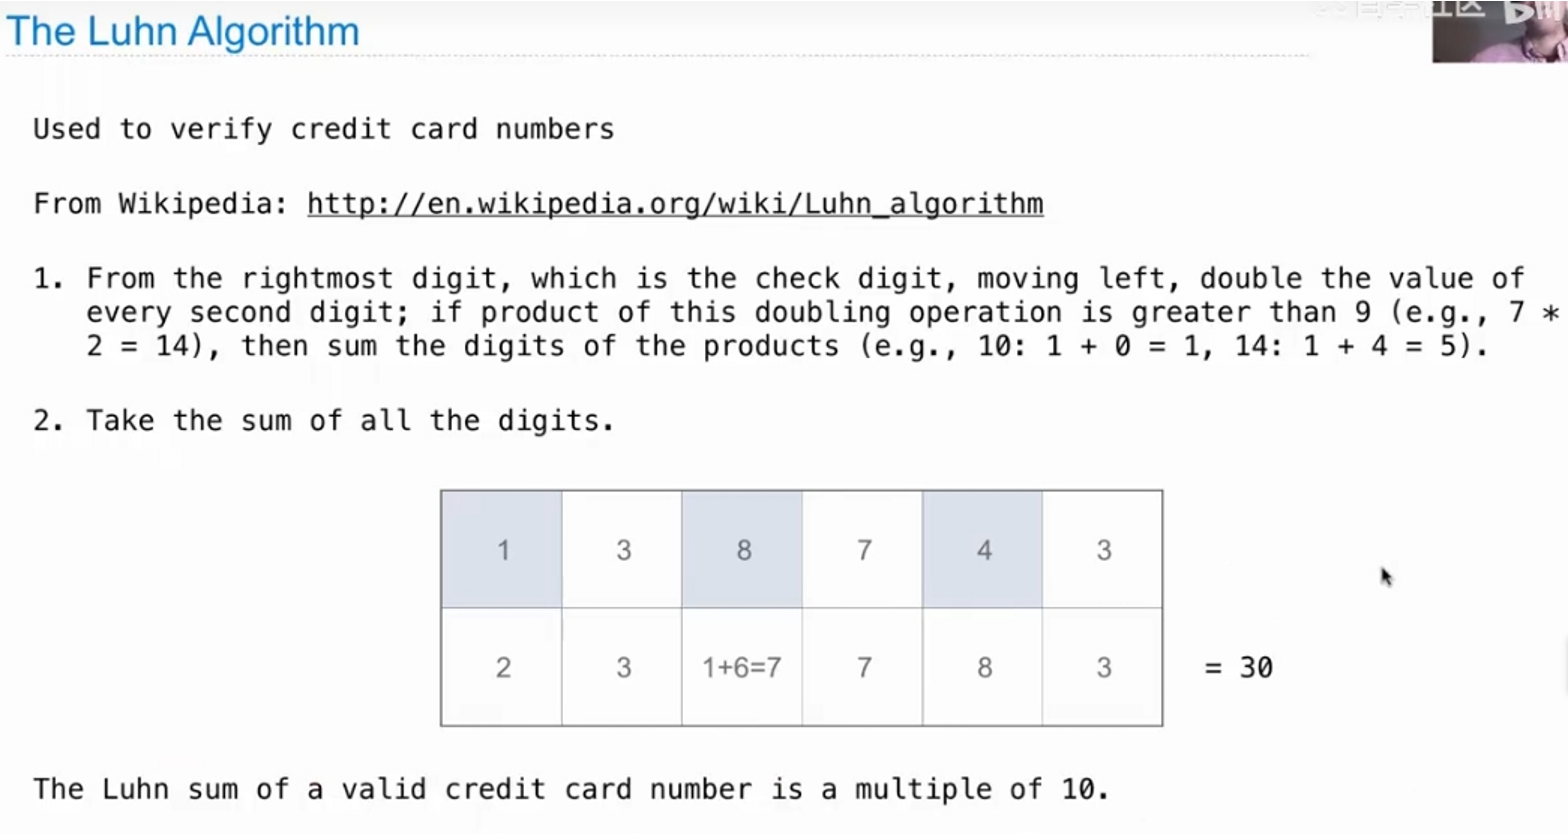 The Luhn Algorithm
Used to verify credit card numbers
From Wikipedia: http://en.wikipedia.org/wiki/Luhn_algorithm
1. From the rightmost digit, which is the check digit, moving left, double the value of
every second digit; if product of this doubling operation is greater than 9 (e.g., 7 *
2 = 14), then sum the digits of the products (e.g., 10: 1 + 0 = 1, 14: 1 + 4 = 5).
2. Take the sum of all the digits.
1 3 8 7 4 3
2 3 1+6=7 7 8 3 = 30
The Luhn sum of a valid credit card number is a multiple of 10.